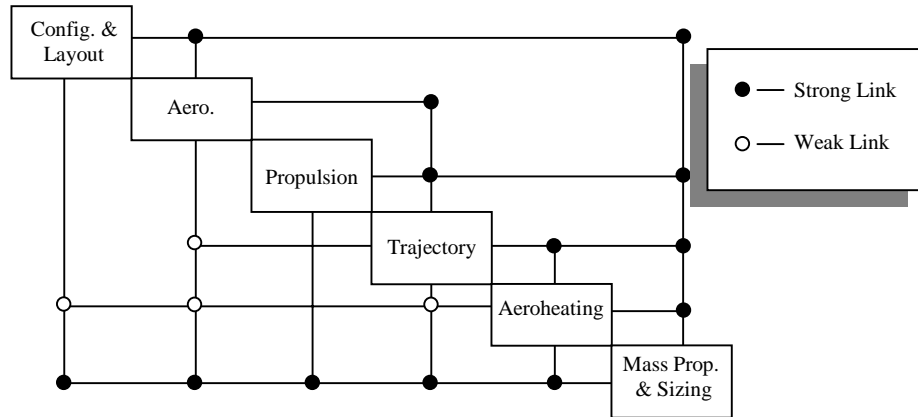 Config. &
Layout
Aero.
Strong Link
Weak Link
Propulsion
Trajectory
Aeroheating
Mass Prop.
& Sizing